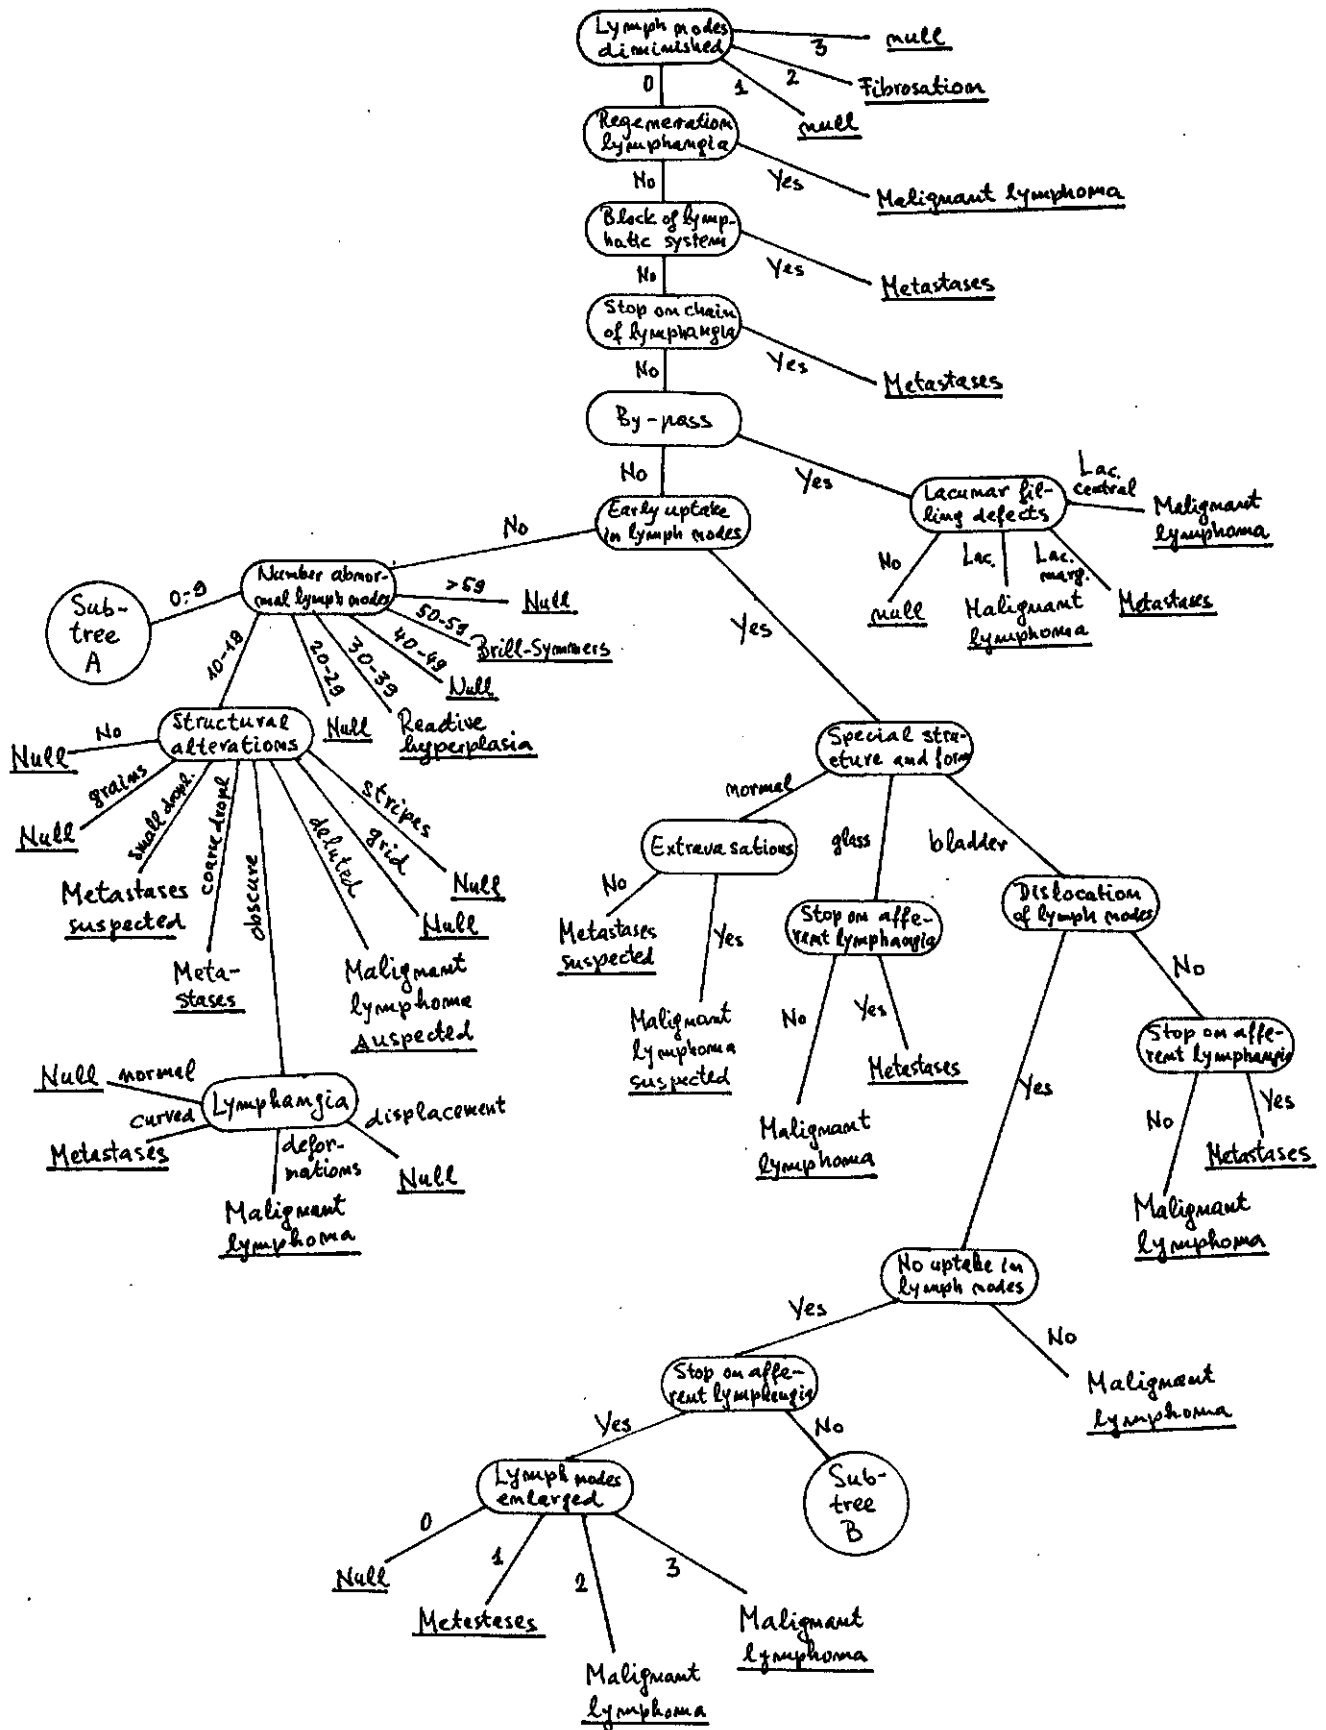 Lymph nodes
diminished
3
null
2
Fibrosation
1
null
0
Regeneration
lymphangia
Yes
Malignant lymphoma
No
Block of lymp-
hatic system
Yes
Metastases
No
Stop on chain
of lymphangia
Yes
Metastases
No
By-pass
No
Yes
Lacunar fil-
ling defects
Lac.
central
Malignant
lymphoma
No
null
Lac.
Malignant
lymphoma
Lac.
marg.
Metastases
Early uptake
in lymph nodes
No
Yes
Number abnor-
mal lymph nodes
0-9
Sub-
tree
A
>59
Null
50-59
Brill-Symmers
40-49
Null
30-39
Reactive
hyperplasia
20-29
Null
10-19
Structural
alterations
No
Null
grains
Null
small dropl.
Metastases
suspected
coarse dropl
Meta-
stases
obscure
deluted
Malignant
lymphoma
suspected
grid
Null
stripes
Null
Lymphangia
normal
Null
curved
Metastases
defor-
mations
Malignant
lymphoma
displacement
Null
Special stru-
cture and form
normal
Extravasations
No
Metastases
suspected
Yes
Malignant
lymphoma
suspected
glass
Stop on affe-
rent lymphangia
No
Malignant
lymphoma
Yes
Metastases
bladder
Dislocation
of lymph nodes
No
Stop on affe-
rent lymphangia
No
Malignant
lymphoma
Yes
Metastases
Yes
No uptake in
lymph nodes
No
Malignant
lymphoma
Yes
Stop on affe-
rent lymphangia
No
Sub-
tree
B
Yes
Lymph nodes
enlarged
0
Null
1
Metastases
2
Malignant
lymphoma
3
Malignant
lymphoma